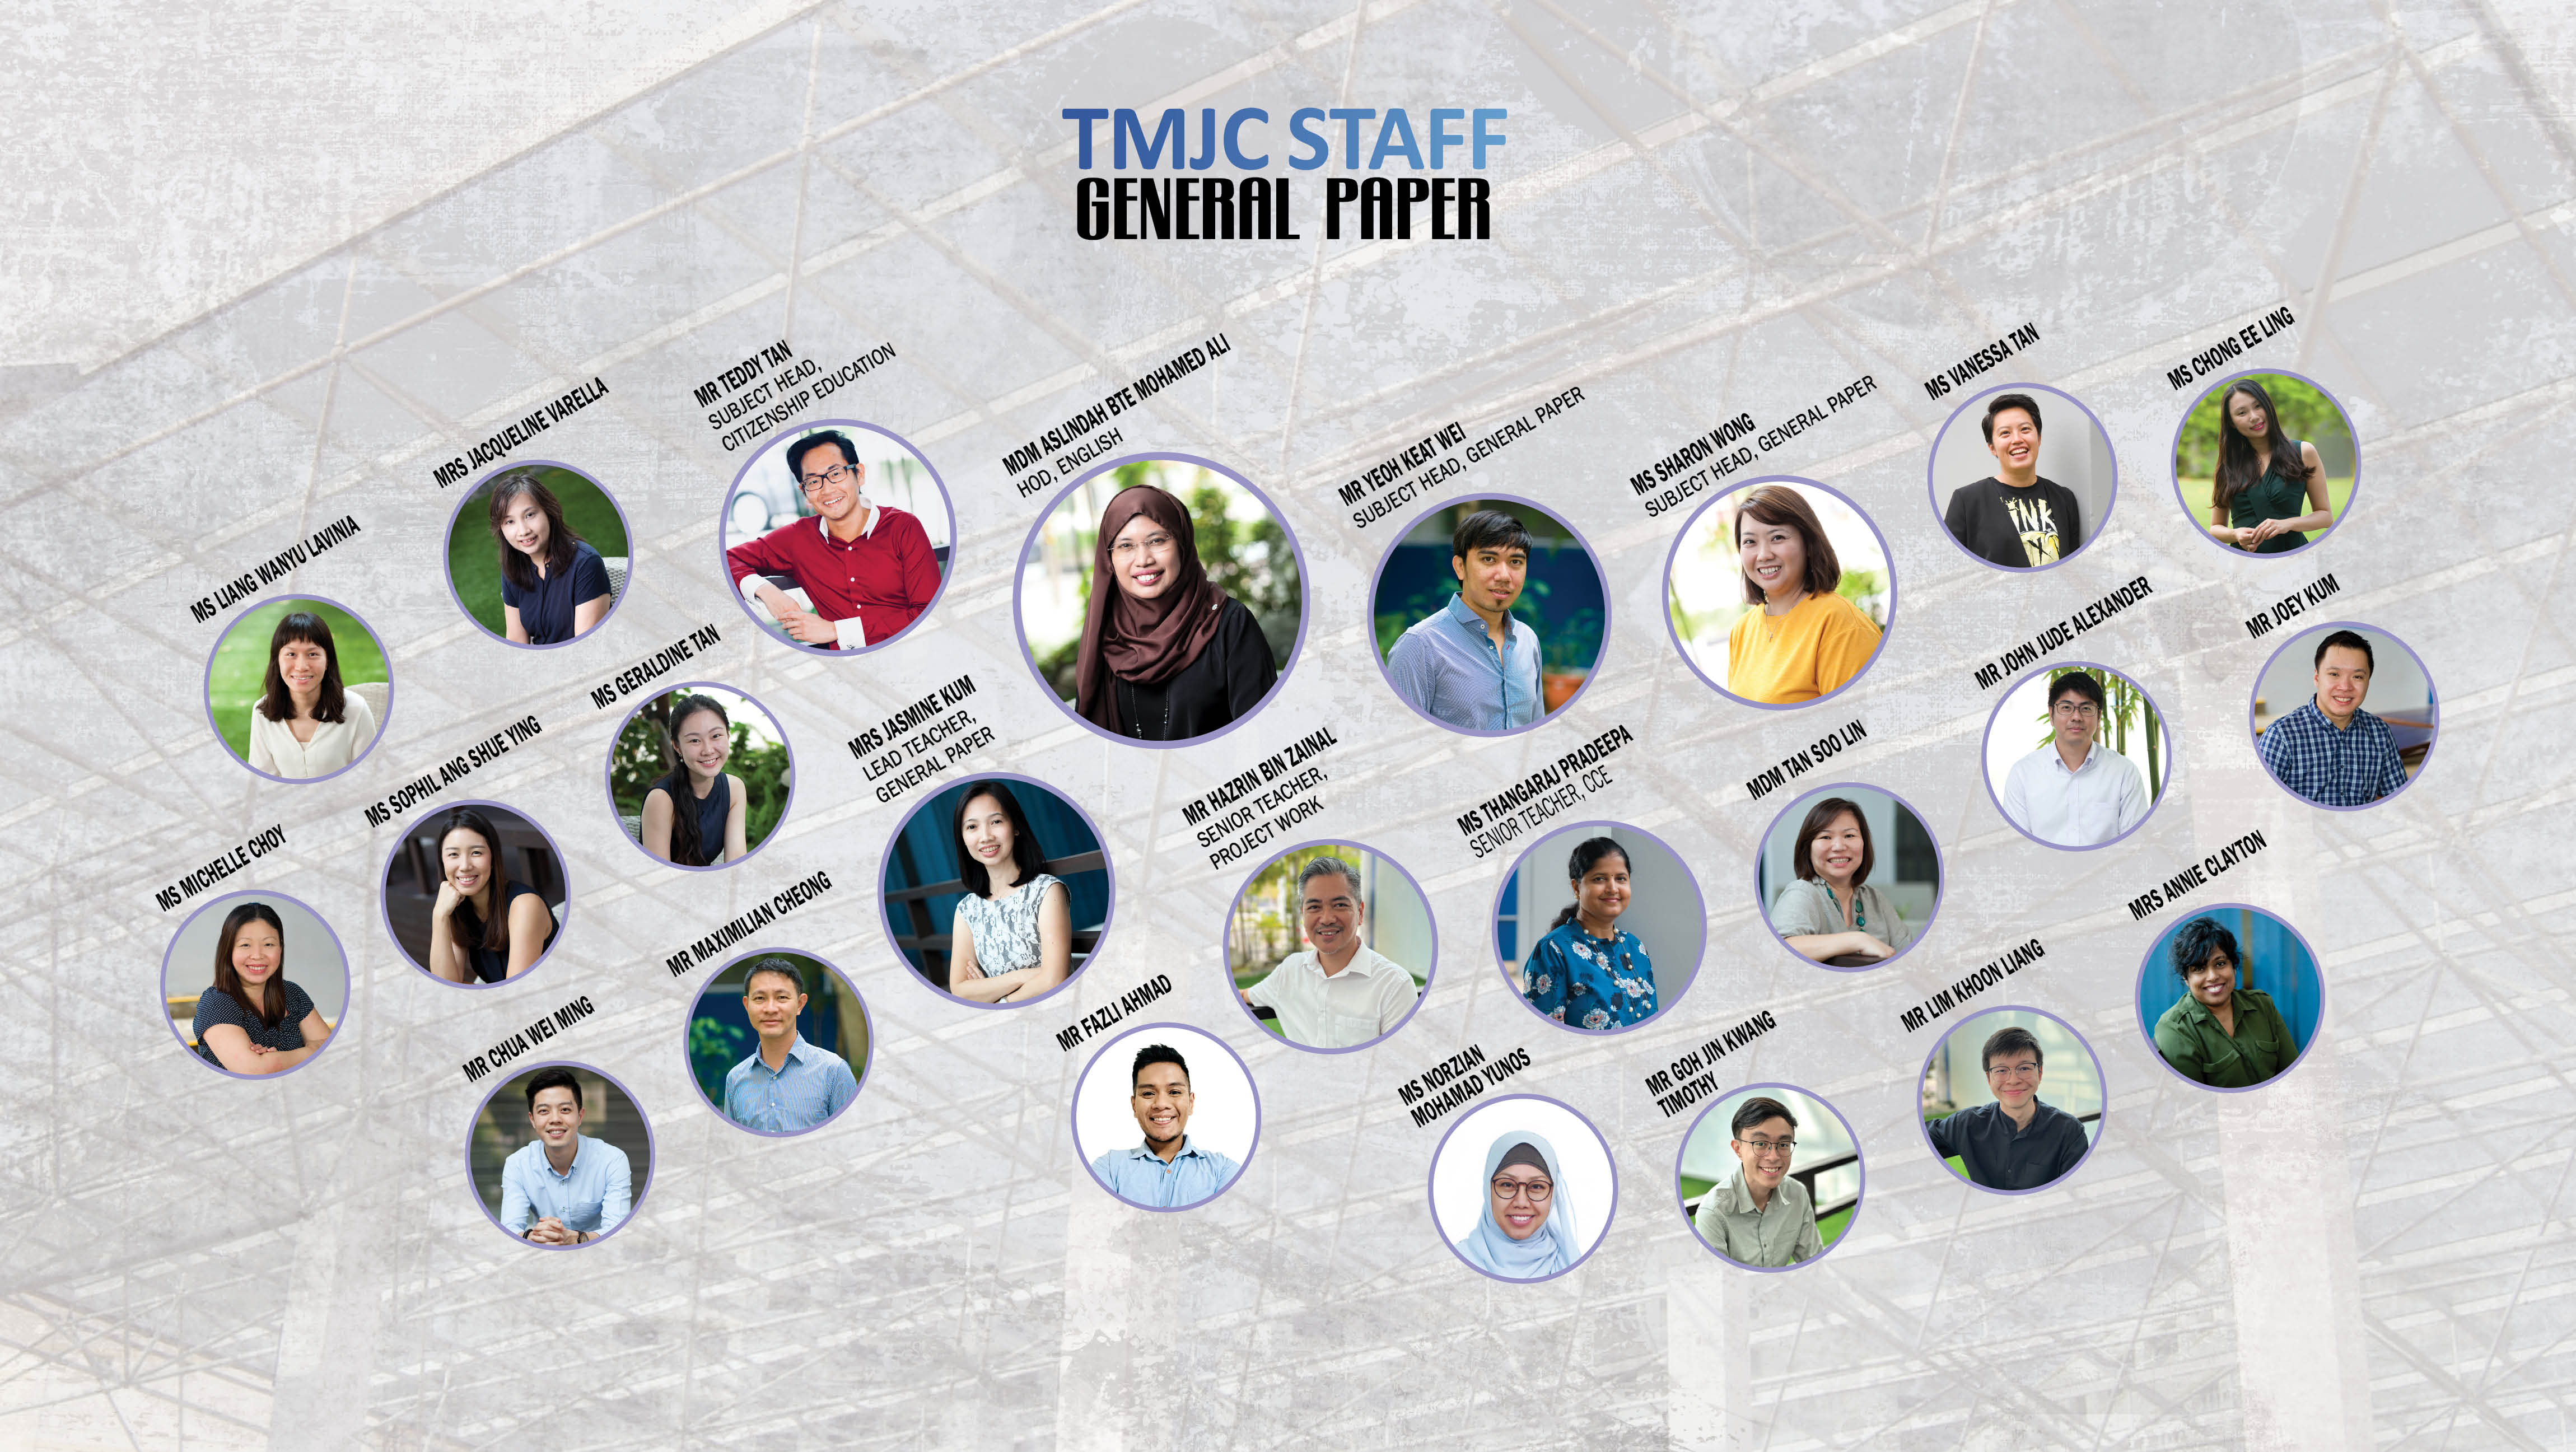 TMJC STAFF
GENERAL PAPER
MS LIANG WANYU LAVINIA
MRS JACQUELINE VARELLA
MR TEDDY TAN
SUBJECT HEAD,
CITIZENSHIP EDUCATION
MDM ASLINDAH BTE MOHAMED ALI
HOD, ENGLISH
MR YEOH KEAT WEI
SUBJECT HEAD, GENERAL PAPER
MS SHARON WONG
SUBJECT HEAD, GENERAL PAPER
MS VANESSA TAN
INK
MS CHONG EE LING
MS MICHELLE CHOY
MS SOPHIL ANG SHUE YING
MS GERALDINE TAN
MRS JASMINE KUM
LEAD TEACHER,
GENERAL PAPER
MR HAZRIN BIN ZAINAL
SENIOR TEACHER,
PROJECT WORK
MS THANGARAJ PRADEEPA
SENIOR TEACHER, CCE
MDM TAN SOO LIN
MR JOHN JUDE ALEXANDER
MR JOEY KUM
MR CHUA WEI MING
MR MAXIMILIAN CHEONG
MR FAZLI AHMAD
MS NORZIAN
MOHAMAD YUNOS
MR GOH JIN KWANG
TIMOTHY
MR LIM KHOON LIANG
MRS ANNIE CLAYTON